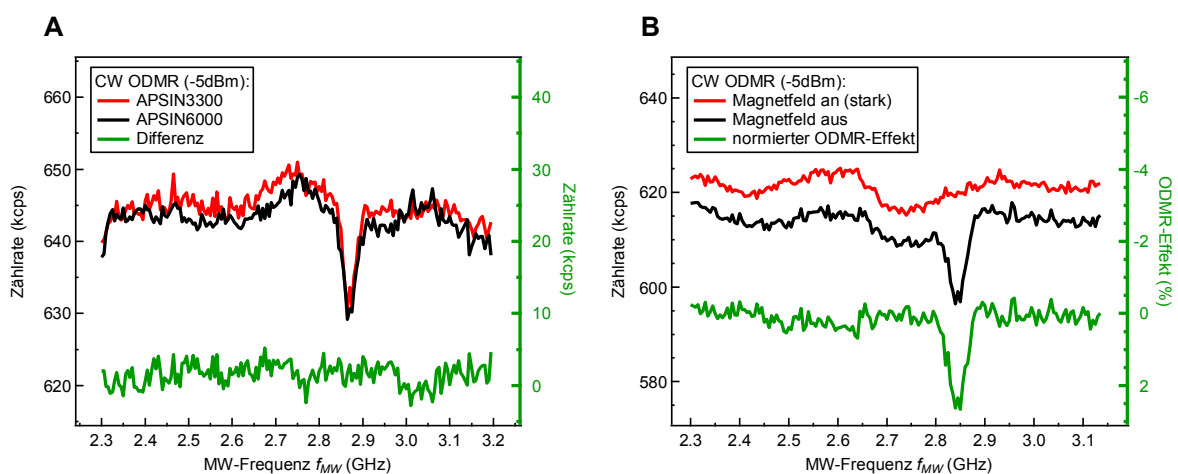 A
CW ODMR (-5dBm):
APSIN3300
APSIN6000
Differenz
Zählrate (kcps)
660
650
640
630
620
40
30
20
10
0
Zählrate (kcps)
2.3 2.4 2.5 2.6 2.7 2.8 2.9 3.0 3.1 3.2
MW-Frequenz fMW (GHz)
B
CW ODMR (-5dBm):
Magnetfeld an (stark)
Magnetfeld aus
normierter ODMR-Effekt
Zählrate (kcps)
640
620
600
580
-6
-4
-2
0
2
ODMR-Effekt (%)
2.3 2.4 2.5 2.6 2.7 2.8 2.9 3.0 3.1
MW-Frequenz fMW (GHz)